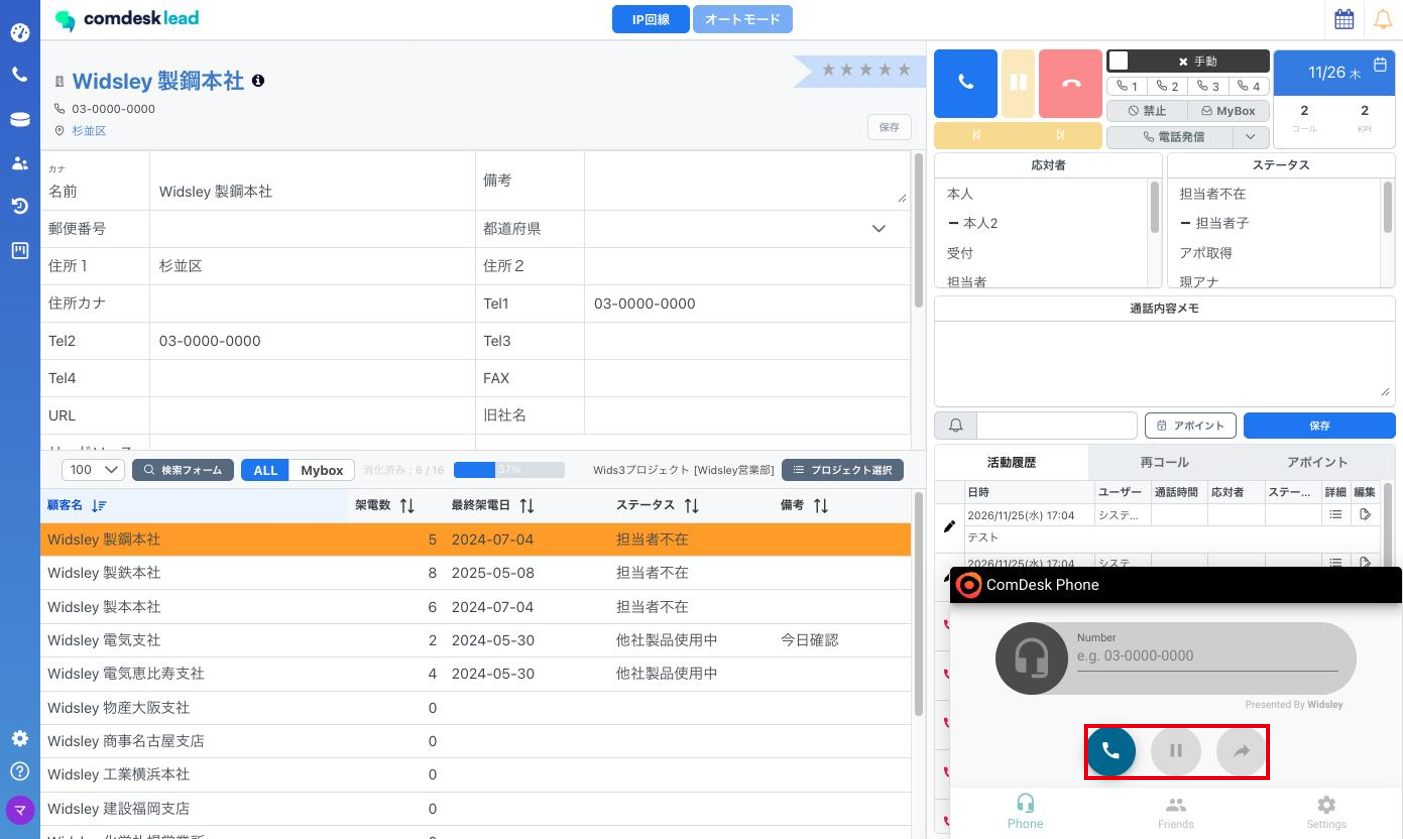 comdesk lead
IP回線
オートモード
Widsley 製鋼本社
03-0000-0000
杉並区
保存
カナ
名前 Widsley 製鋼本社 備考
郵便番号 都道府県
住所1 杉並区 住所2
住所カナ Tel1 03-0000-0000
Tel2 03-0000-0000 Tel3
Tel4 FAX
URL 旧社名
100 検索フォーム ALL Mybox 消化済み : 6 / 16 37% Wids3プロジェクト [Widsley営業部] プロジェクト選択
顧客名 架電数 最終架電日 ステータス 備考
Widsley 製鋼本社 5 2024-07-04 担当者不在
Widsley 製鉄本社 8 2025-05-08 担当者不在
Widsley 製本本社 6 2024-07-04 担当者不在
Widsley 電気支社 2 2024-05-30 他社製品使用中 今日確認
Widsley 電気恵比寿支社 4 2024-05-30 他社製品使用中
Widsley 物産大阪支社 0
Widsley 商事名古屋支店 0
Widsley 工業横浜本社 0
Widsley 建設福岡支店 0
マ
手動
1 2 3 4
禁止 MyBox
電話発信
11/26 木
2 2
コール KPI
応対者
本人
ー 本人2
受付
担当者
ステータス
担当者不在
ー 担当者子
アポ取得
現アナ
通話内容メモ
アポイント 保存
活動履歴 再コール アポイント
日時 ユーザー 通話時間 応対者 ステー... 詳細 編集
2026/11/25(水) 17:04 システ...
テスト
2026/11/25(水) 17:04 システ...
ComDesk Phone
Number
e.g. 03-0000-0000
Presented By Widsley
Phone Friends Settings